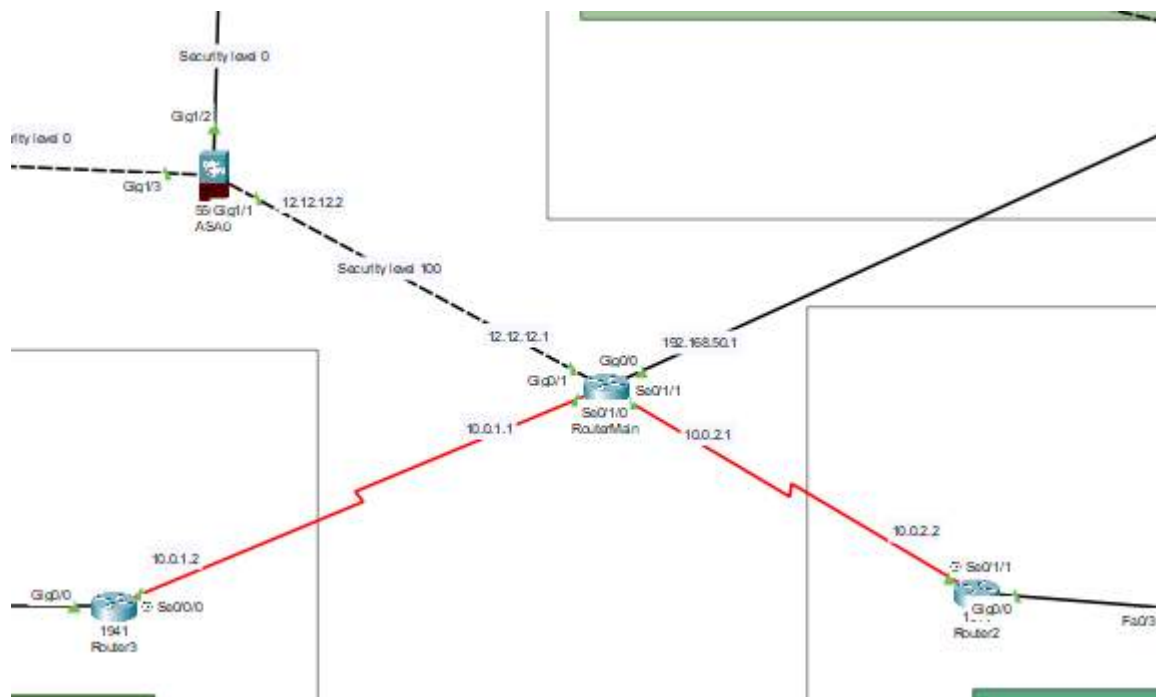 Security level 0
Gig1/2
rity level 0
Gig1/3
12.12.12.2
Gig1/1
ASA0
Security level 100
12.12.12.1
192.168.50.1
Gig0/0
Gig0/1
Se0/1/1
Se0/1/0
RouterMain
10.0.1.1
10.0.2.1
10.0.2.2
10.0.1.2
Se0/1/1
Gig0/0
Se0/0/0
Gig0/0
Fa0/3
1941
Router3
Router2